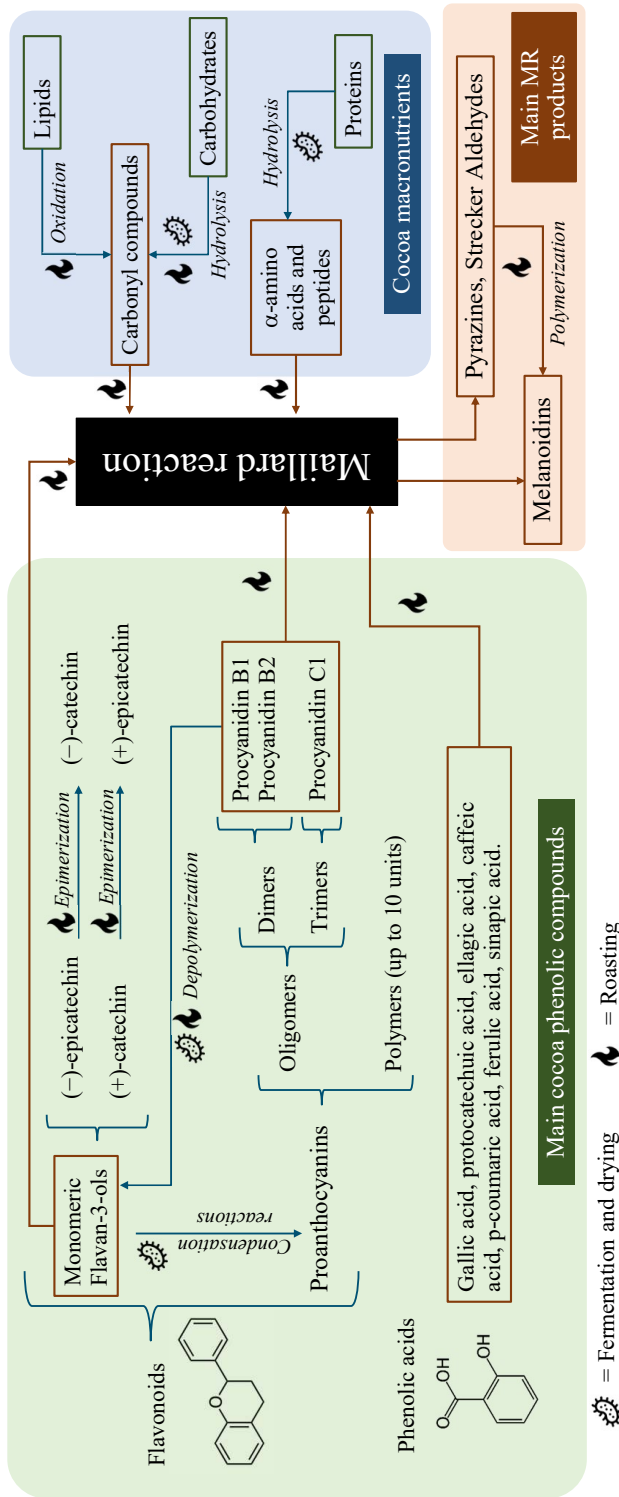 Flavonoids
O
Monomeric
Flavan-3-ols
(−)-epicatechin
Epimerization
(−)-catechin
(+)-catechin
Epimerization
(+)-epicatechin
Depolymerization
Condensation
reactions
Proanthocyanins
Oligomers
Dimers
Procyanidin B1
Procyanidin B2
Trimers
Procyanidin C1
Polymers (up to 10 units)
Phenolic acids
O
OH
OH
Gallic acid, protocatechuic acid, ellagic acid, caffeic
acid, p-coumaric acid, ferulic acid, sinapic acid.
Main cocoa phenolic compounds
Maillard reaction
Lipids
Oxidation
Carbonyl compounds
Hydrolysis
Carbohydrates
α-amino
acids and
peptides
Hydrolysis
Proteins
Cocoa macronutrients
Pyrazines, Strecker Aldehydes
Polymerization
Melanoidins
Main MR
products
= Fermentation and drying
= Roasting